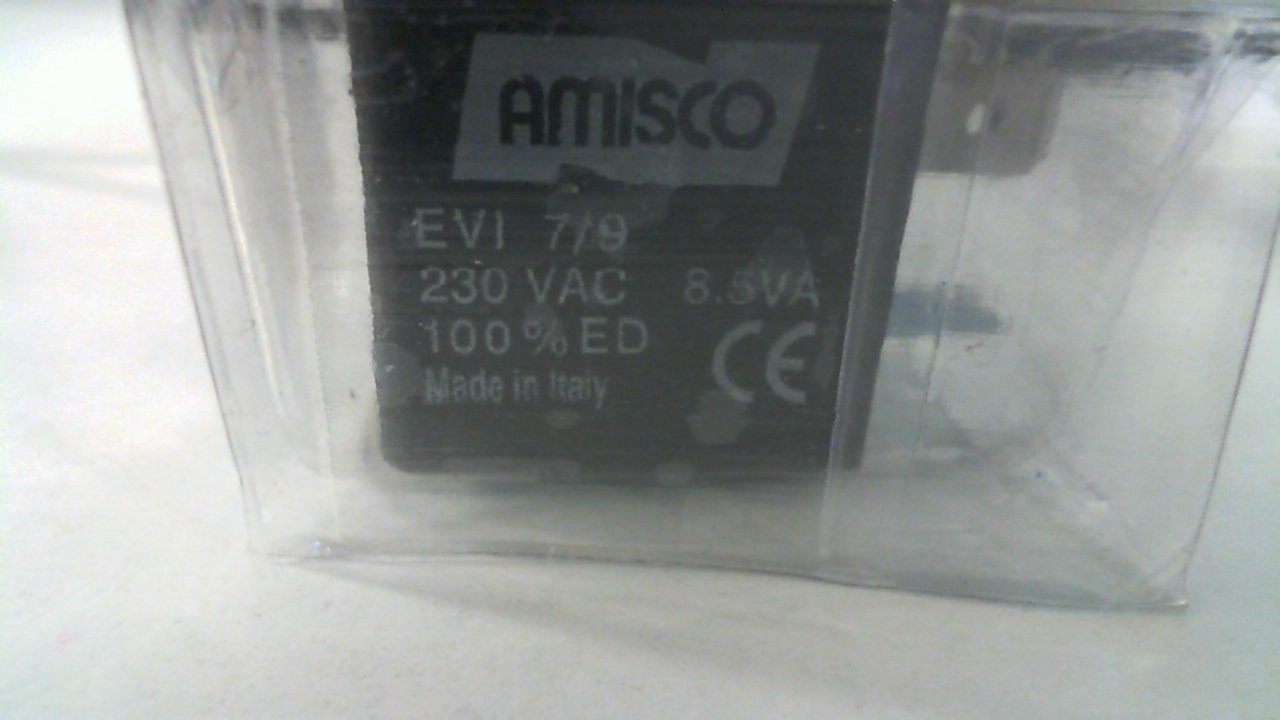 AMISCO
EVI 7/9
230 VAC 8.5VA
100%ED
Made in Italy
CE